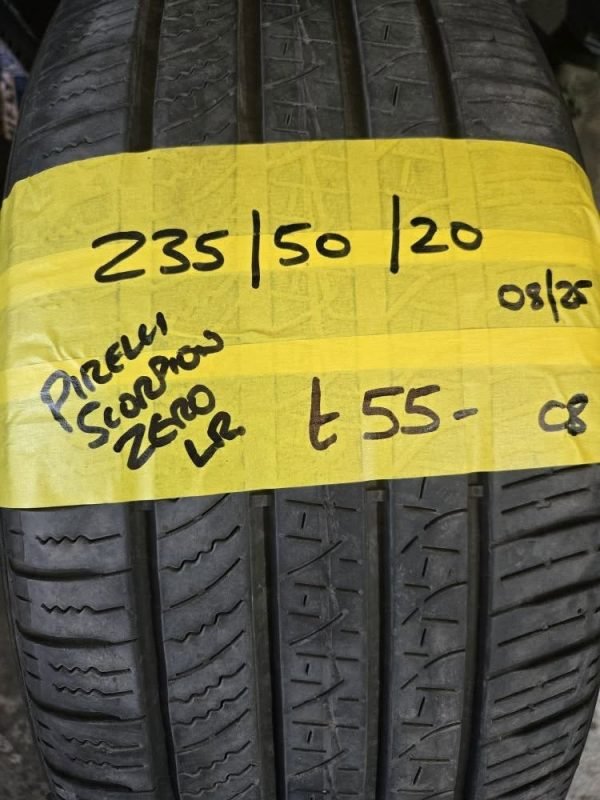 235/50/20
08/25
PIRELLI
SCORPION
ZERO
LR
£55-
08